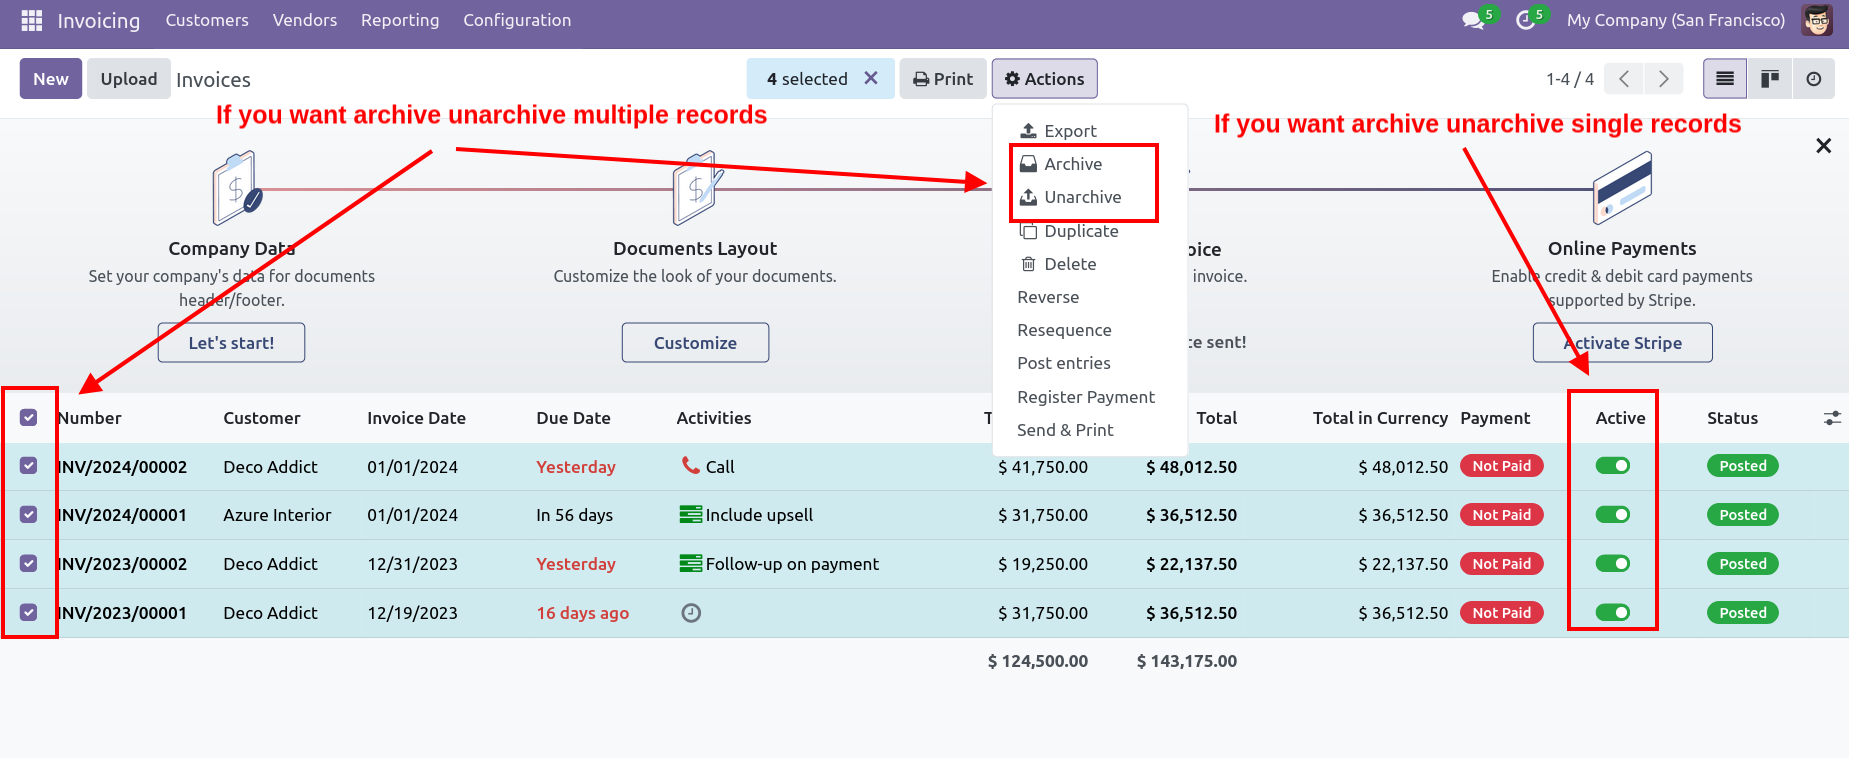 Invoicing Customers Vendors Reporting Configuration 5 5 My Company (San Francisco)
New Upload Invoices 4 selected Print Actions 1-4 / 4
If you want archive unarchive multiple records
If you want archive unarchive single records
Export
Archive
Unarchive
Duplicate
Delete
Reverse
Resequence
Post entries
Register Payment
Send & Print
Company Data
Set your company's data for documents
header/footer.
Let's start!
Documents Layout
Customize the look of your documents.
Customize
oice
invoice.
ce sent!
Online Payments
Enable credit & debit card payments
supported by Stripe.
Activate Stripe
Number Customer Invoice Date Due Date Activities T Total Total in Currency Payment Active Status
INV/2024/00002 Deco Addict 01/01/2024 Yesterday Call $ 41,750.00 $ 48,012.50 $ 48,012.50 Not Paid Posted
INV/2024/00001 Azure Interior 01/01/2024 In 56 days Include upsell $ 31,750.00 $ 36,512.50 $ 36,512.50 Not Paid Posted
INV/2023/00002 Deco Addict 12/31/2023 Yesterday Follow-up on payment $ 19,250.00 $ 22,137.50 $ 22,137.50 Not Paid Posted
INV/2023/00001 Deco Addict 12/19/2023 16 days ago $ 31,750.00 $ 36,512.50 $ 36,512.50 Not Paid Posted
$ 124,500.00 $ 143,175.00